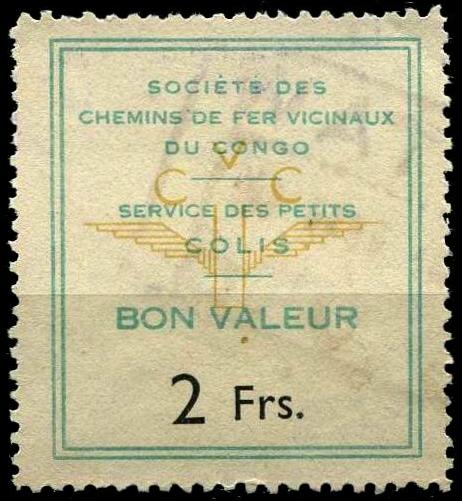 SOCIÉTÉ DES
CHEMINS DE FER VICINAUX
DU CONGO
V
C C
SERVICE DES PETITS
COLIS
BON VALEUR
2 Frs.